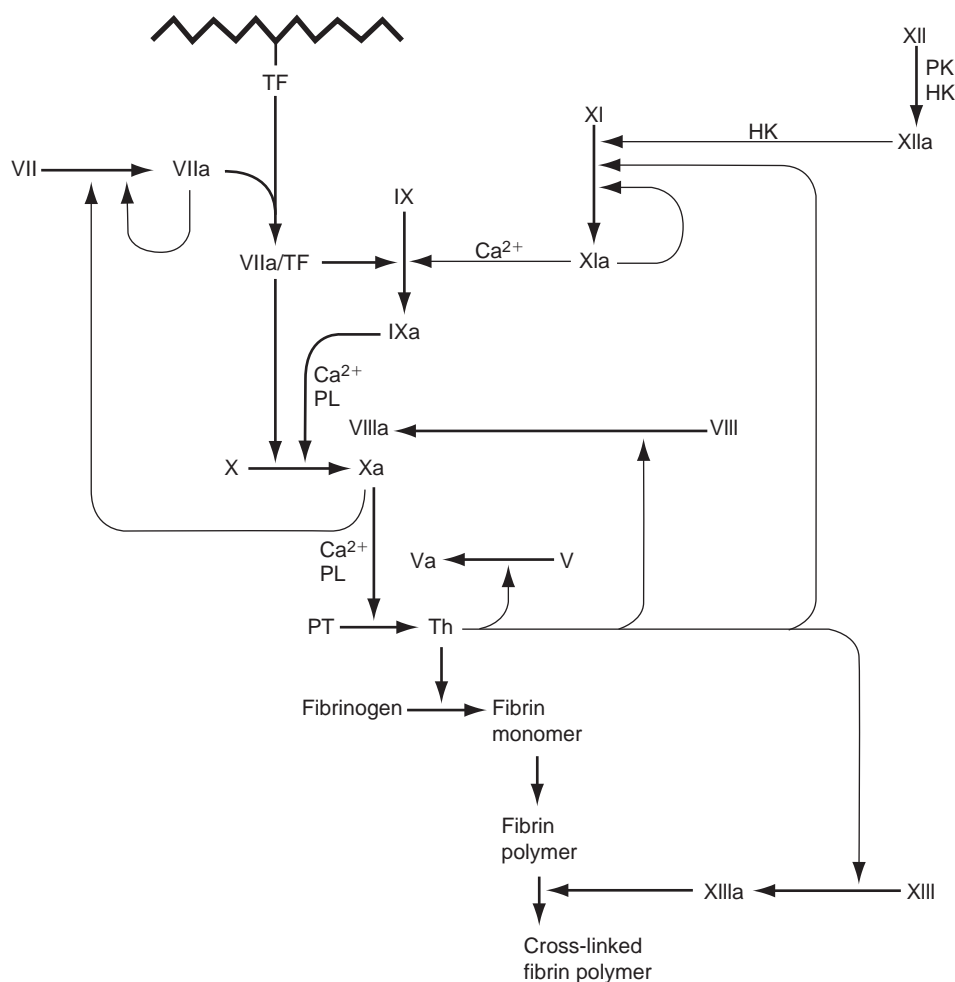 XII
PK
HK
TF
XI
HK
XIIa
VII
VIIa
IX
VIIa/TF
Ca2+
XIa
IXa
Ca2+
PL
VIIIa
VIII
X
Xa
Ca2+
PL
Va
V
PT
Th
Fibrinogen
Fibrin
monomer
Fibrin
polymer
XIIIa
XIII
Cross-linked
fibrin polymer